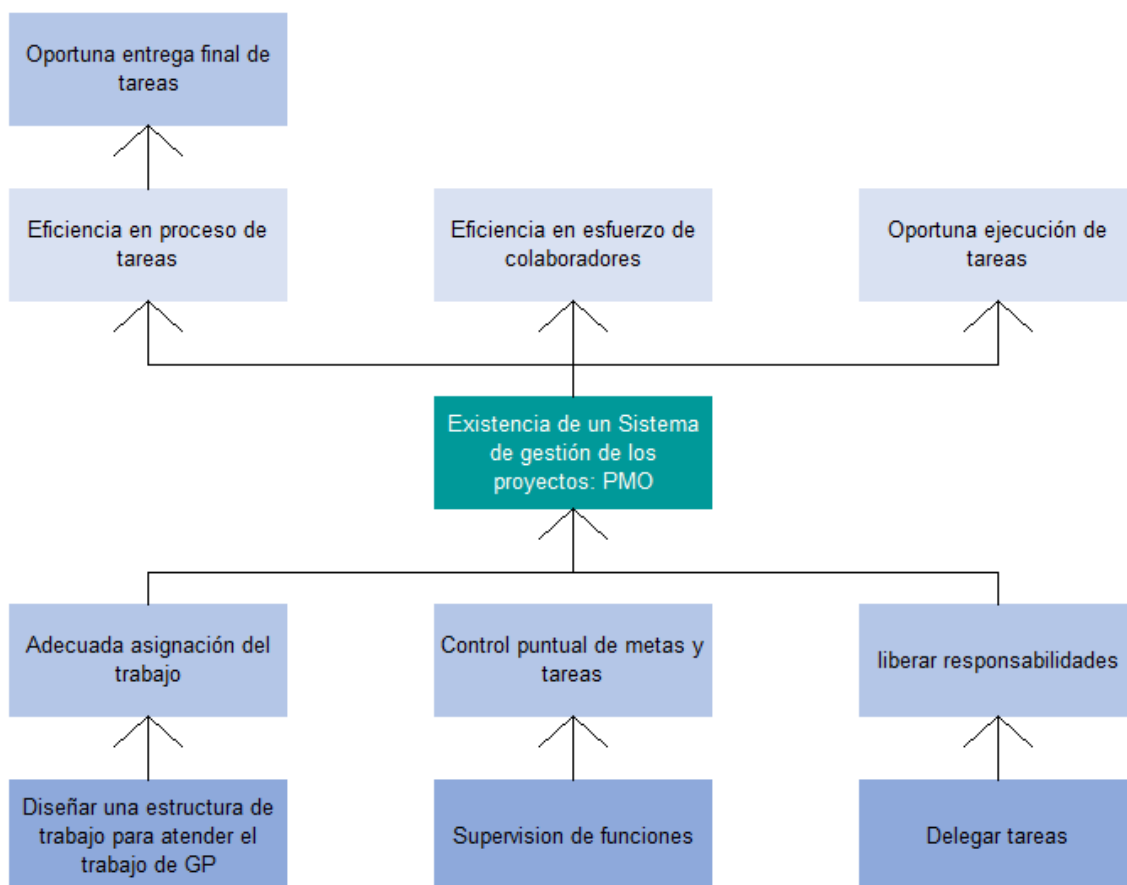 Oportuna entrega final de
tareas
Eficiencia en proceso de
tareas
Eficiencia en esfuerzo de
colaboradores
Oportuna ejecución de
tareas
Existencia de un Sistema
de gestión de los
proyectos: PMO
Adecuada asignación del
trabajo
Control puntual de metas y
tareas
liberar responsabilidades
Diseñar una estructura de
trabajo para atender el
trabajo de GP
Supervision de funciones
Delegar tareas